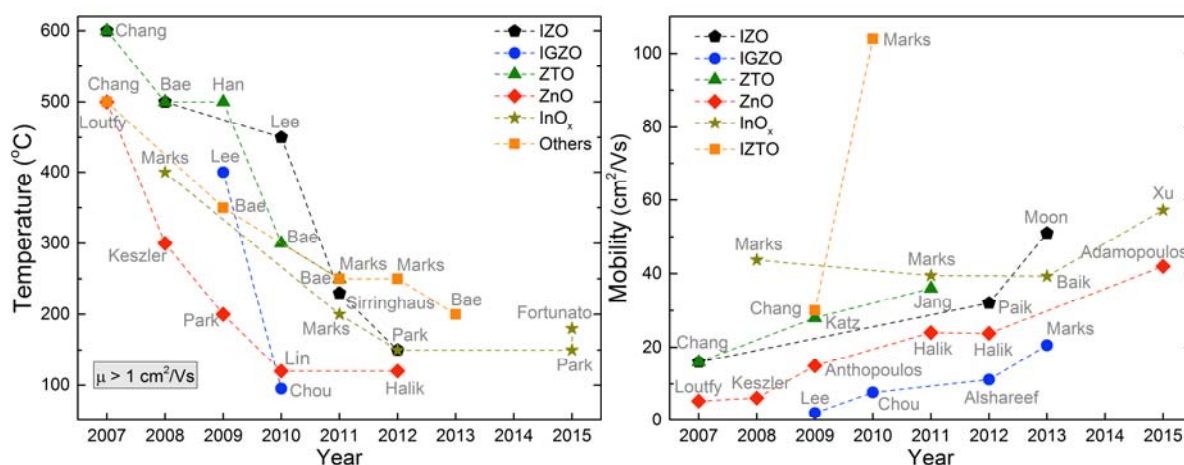 600
500
400
300
200
100
Temperature (°C)
2007 2008 2009 2010 2011 2012 2013 2014 2015
Year
IZO
IGZO
ZTO
ZnO
InOₓ
Others
Chang
Bae
Han
Chang
Loutfy
Lee
Marks
Lee
Bae
Keszler
Bae
Bae
Marks
Marks
Sirringhaus
Bae
Park
Marks
Park
Fortunato
Park
Lin
Chou
Halik
μ > 1 cm²/Vs
100
80
60
40
20
0
Mobility (cm²/Vs)
2007 2008 2009 2010 2011 2012 2013 2014 2015
Year
IZO
IGZO
ZTO
ZnO
InOₓ
IZTO
Marks
Xu
Moon
Adamopoulos
Marks
Marks
Baik
Chang
Jang
Paik
Katz
Chang
Marks
Halik
Halik
Anthopoulos
Loutfy
Keszler
Lee
Chou
Alshareef